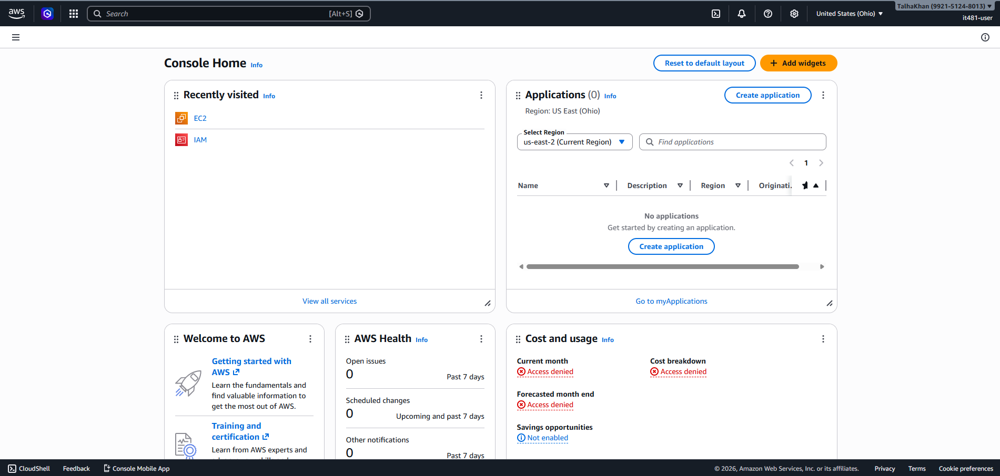 aws
Search
[Alt+S]
United States (Ohio)
TalhaKhan (9921-5124-8013)
it481-user
Console Home Info
Reset to default layout
Add widgets
Recently visited Info
EC2
IAM
View all services
Applications (0) Info
Create application
Region: US East (Ohio)
Select Region
us-east-2 (Current Region)
Find applications
1
Name Description Region Originati.
No applications
Get started by creating an application.
Create application
Go to myApplications
Welcome to AWS
Getting started with
AWS
Learn the fundamentals and
find valuable information to
get the most out of AWS.
Training and
certification
Learn from AWS experts and
AWS Health Info
Open issues
0
Past 7 days
Scheduled changes
0
Upcoming and past 7 days
Other notifications
0
Past 7 days
Cost and usage Info
Current month
Access denied
Cost breakdown
Access denied
Forecasted month end
Access denied
Savings opportunities
Not enabled
CloudShell
Feedback
Console Mobile App
© 2026, Amazon Web Services, Inc. or its affiliates.
Privacy
Terms
Cookie preferences